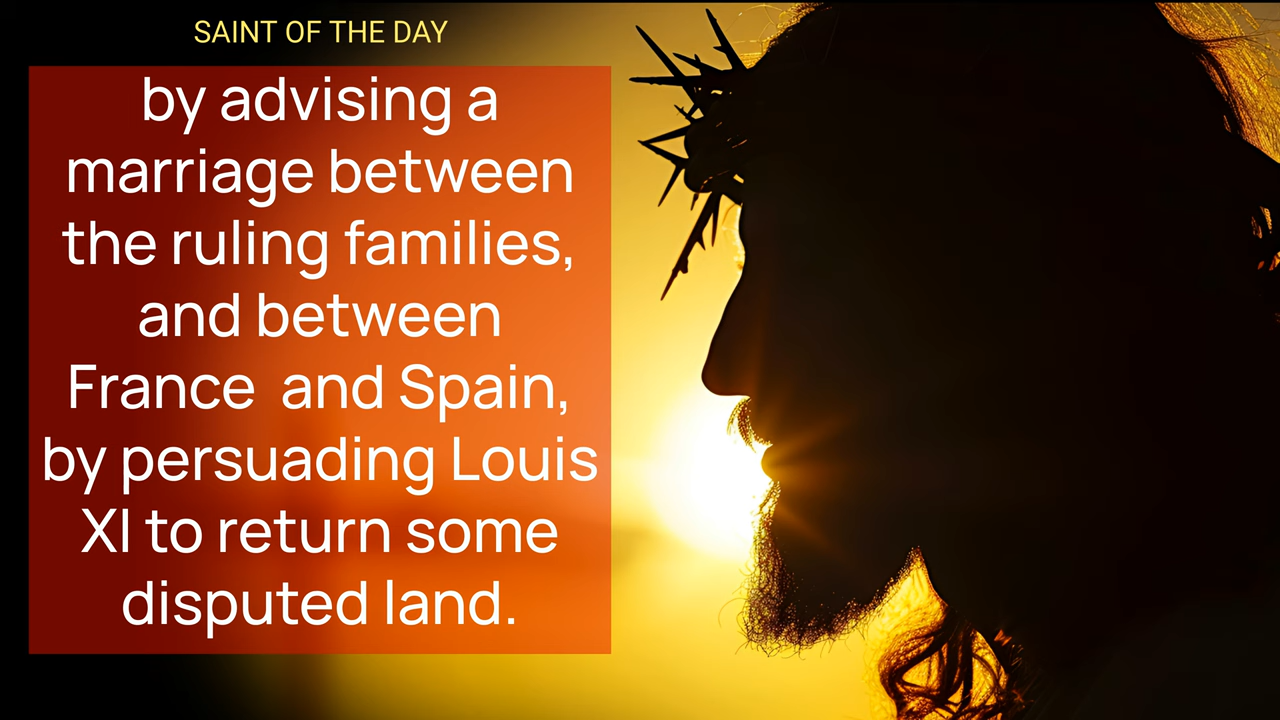 SAINT OF THE DAY
by advising a
marriage between
the ruling families,
and between
France  and Spain,
by persuading Louis
XI to return some
disputed land.